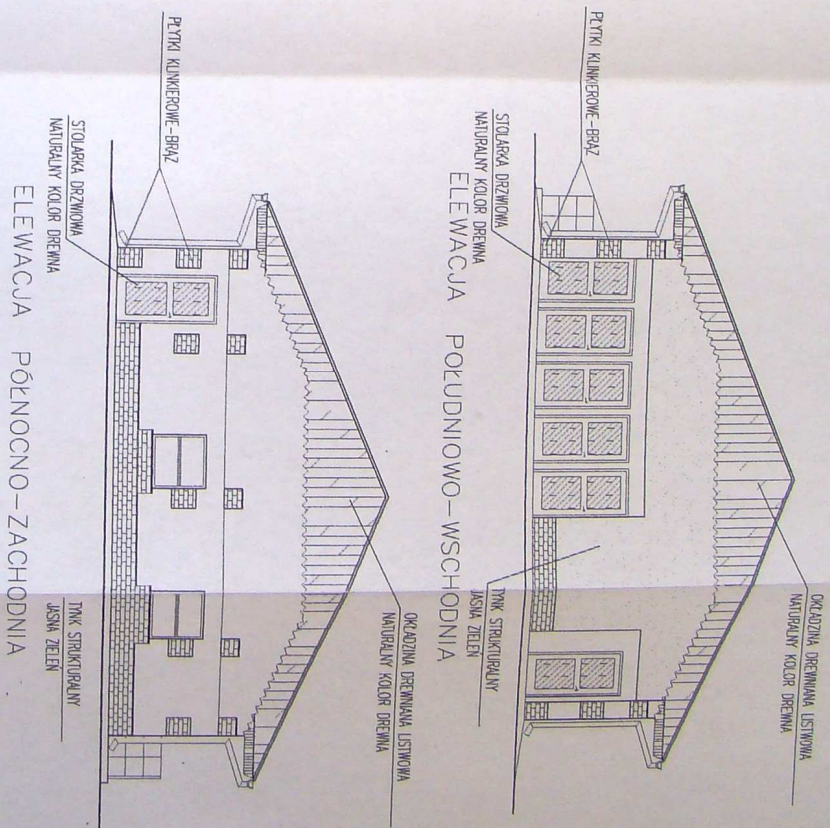 PŁYTKI KLINKIEROWE-BRĄZ
STOLARKA DRZWIOWA
NATURALNY KOLOR DREWNA
OKŁADZINA DREWNIANA LISTWOWA
NATURALNY KOLOR DREWNA
TYNK STRUKTURALNY
JASNA ZIELEŃ
ELEWACJA POŁUDNIOWO-WSCHODNIA
PŁYTKI KLINKIEROWE-BRĄZ
STOLARKA DRZWIOWA
NATURALNY KOLOR DREWNA
OKŁADZINA DREWNIANA LISTWOWA
NATURALNY KOLOR DREWNA
TYNK STRUKTURALNY
JASNA ZIELEŃ
ELEWACJA PÓŁNOCNO-ZACHODNIA